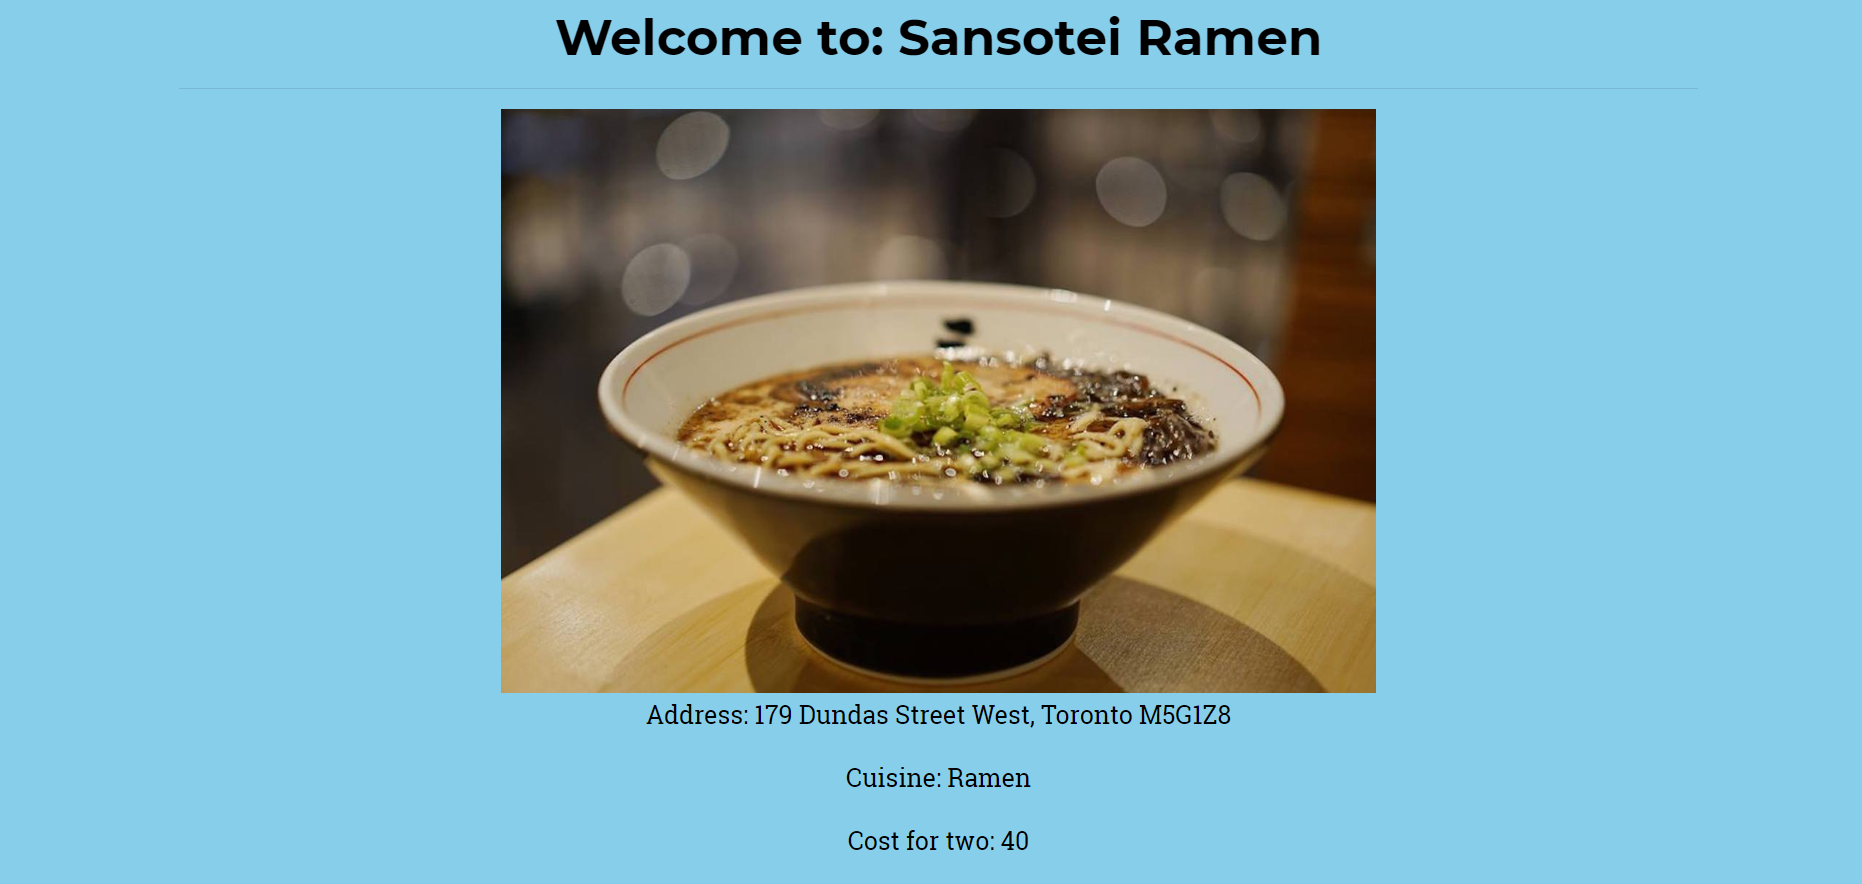 Welcome to: Sansotei Ramen
Address: 179 Dundas Street West, Toronto M5G1Z8
Cuisine: Ramen
Cost for two: 40